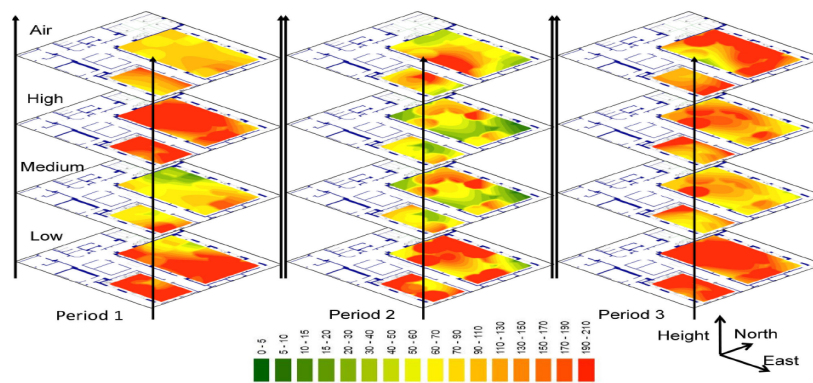 Air
High
Medium
Low
Period 1
Period 2
Period 3
Height
North
East
0 - 5
5 - 10
10 - 15
15 - 20
20 - 30
30 - 40
40 - 50
50 - 60
60 - 70
70 - 90
90 - 110
110 - 130
130 - 150
150 - 170
170 - 190
190 - 210